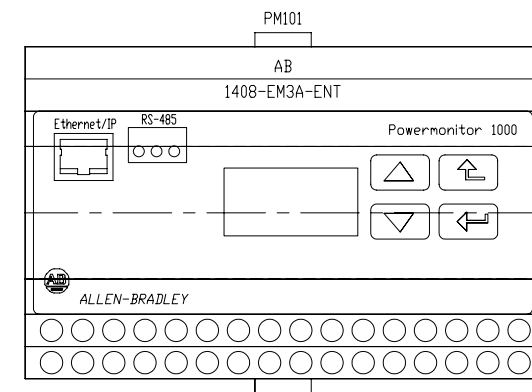 PM101
AB
1408-EM3A-ENT
Ethernet/IP RS-485
Powermonitor 1000
AB
ALLEN-BRADLEY